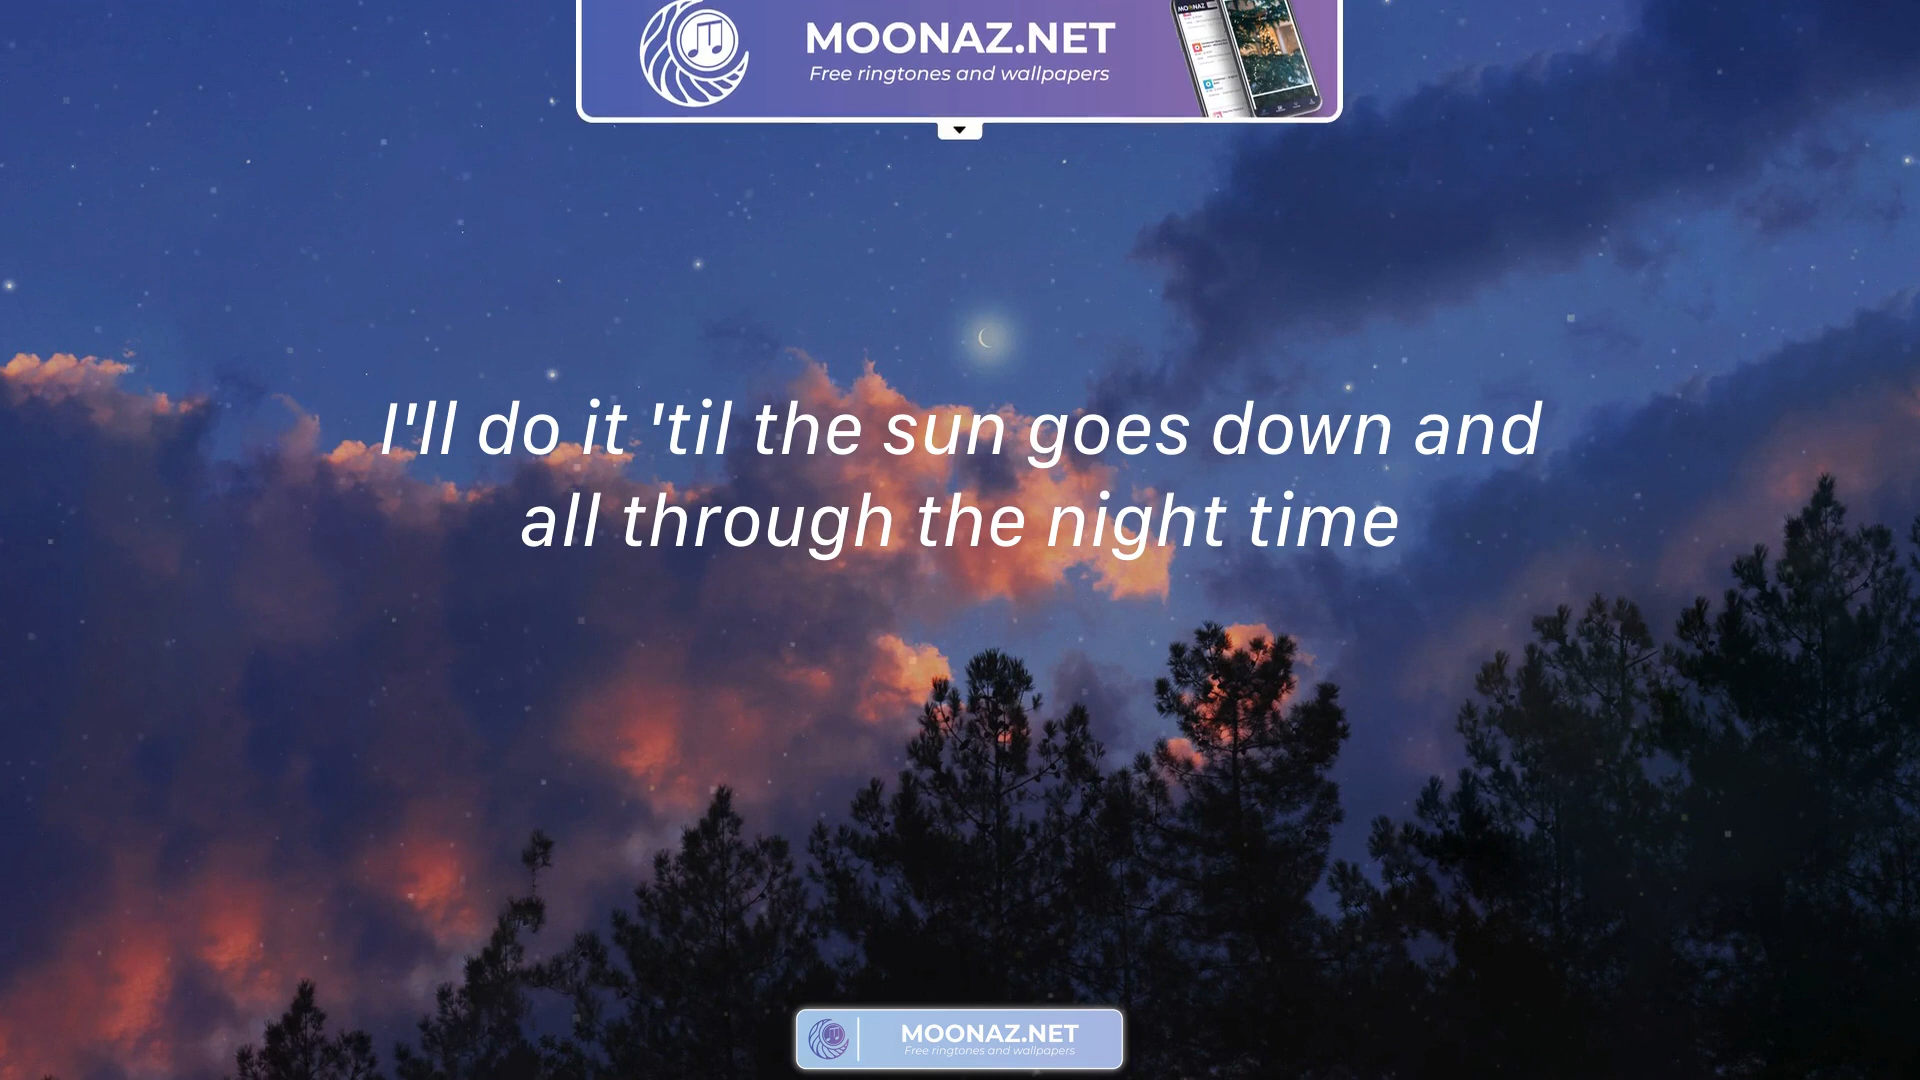 MOONAZ.NET
Free ringtones and wallpapers
I'll do it 'til the sun goes down and
all through the night time
MOONAZ.NET
Free ringtones and wallpapers